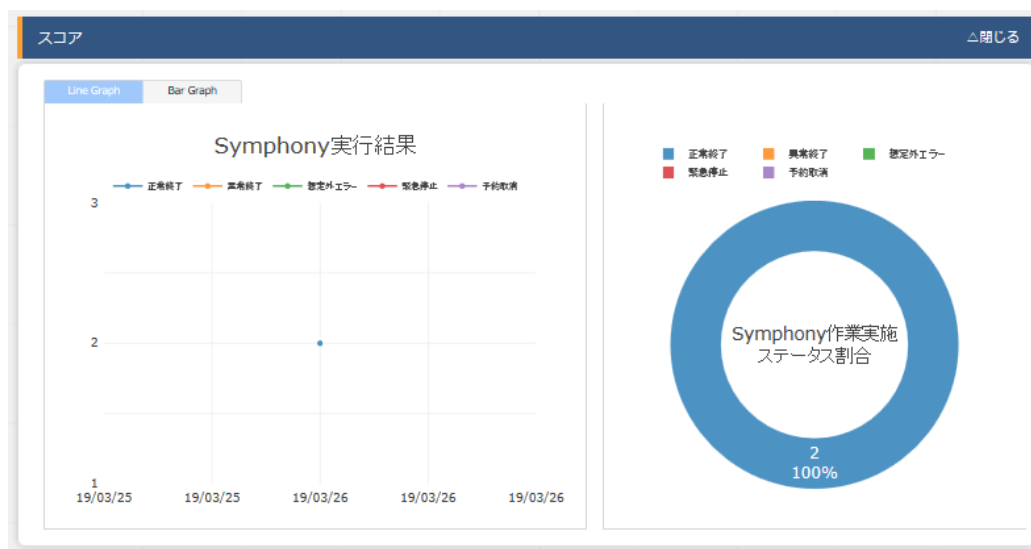 スコア
△閉じる
Line Graph
Bar Graph
Symphony実行結果
正常終了 異常終了 想定外エラー 緊急停止 予約取消
3
2
1
19/03/25 19/03/25 19/03/26 19/03/26 19/03/26
正常終了 異常終了 想定外エラー
緊急停止 予約取消
Symphony作業実施
ステータス割合
2
100%